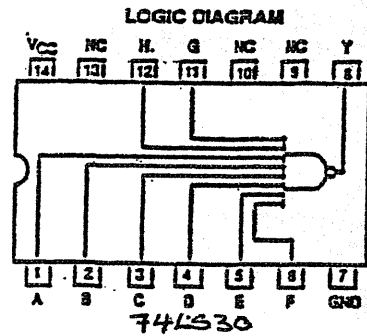 LOGIC DIAGRAM
VCC NC H. G NC NC Y
14 13 12 11 10 9 8
1 2 3 4 5 6 7
A B C D E F GND
74LS30